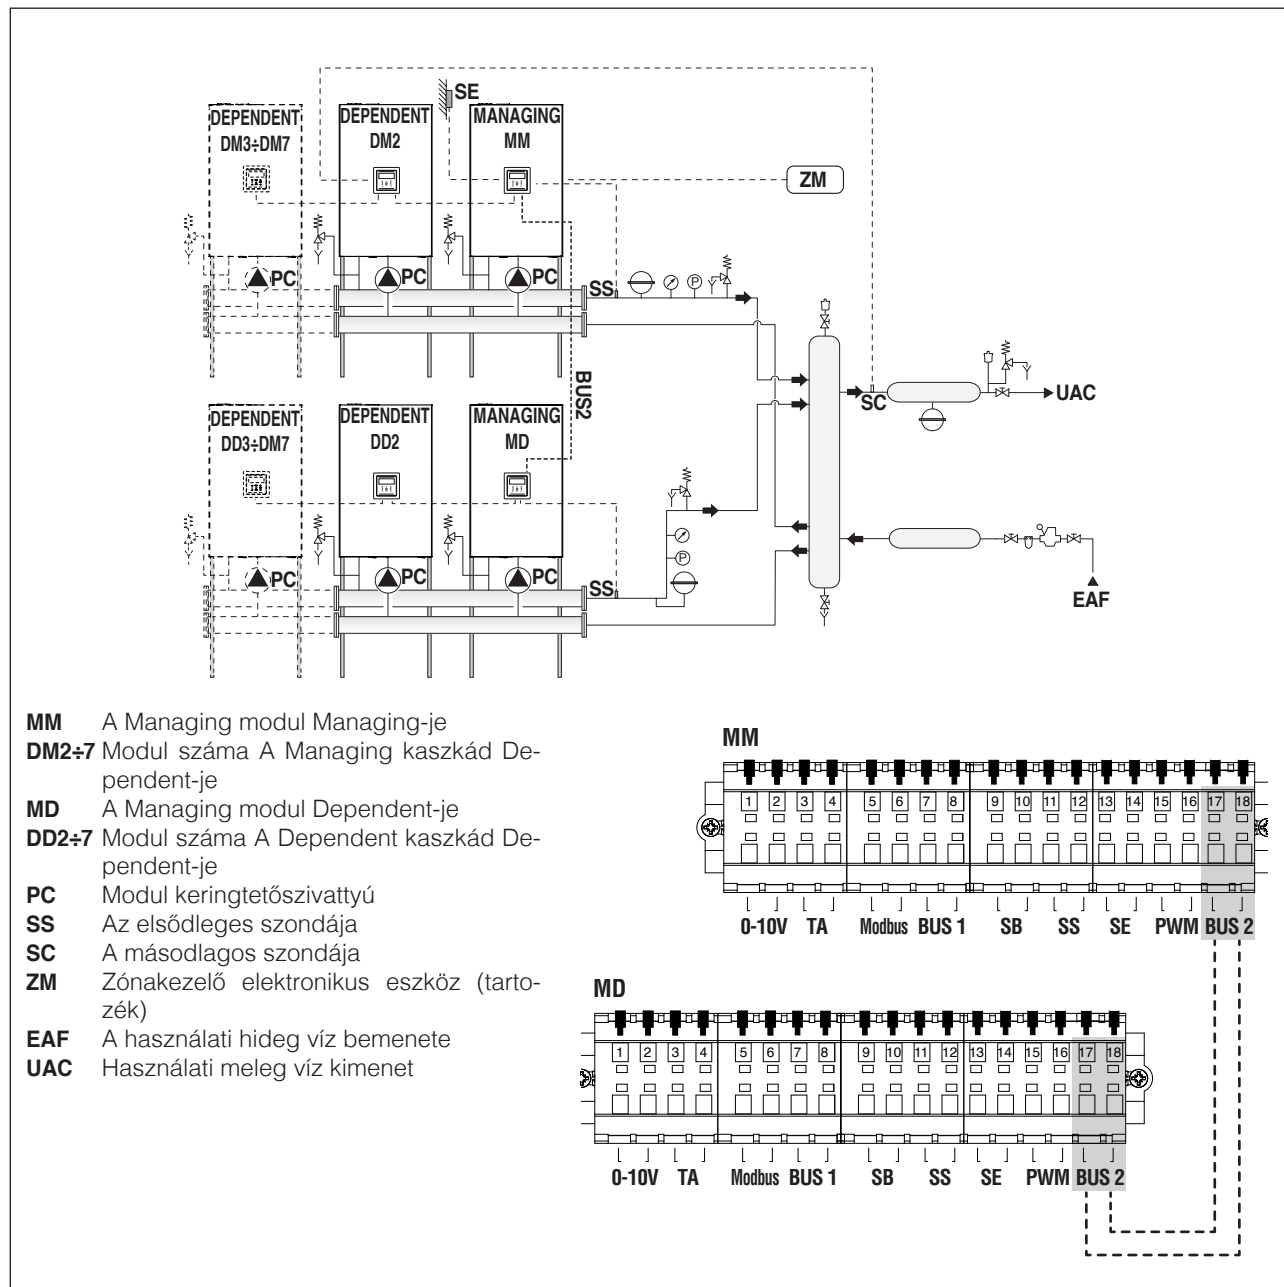 SE
DEPENDENT
DM3÷DM7
DEPENDENT
DM2
MANAGING
MM
ZM
PC
PC
PC
SS
P
BUS2
SC
UAC
DEPENDENT
DD3÷DM7
DEPENDENT
DD2
MANAGING
MD
P
PC
PC
PC
SS
EAF
MM A Managing modul Managing-je
DM2÷7 Modul száma A Managing kaszkád De-
pendent-je
MD A Managing modul Dependent-je
DD2÷7 Modul száma A Dependent kaszkád De-
pendent-je
PC Modul keringtetőszivattyú
SS Az elsődleges szondája
SC A másodlagos szondája
ZM Zónakezelő elektronikus eszköz (tarto-
zék)
EAF A használati hideg víz bemenete
UAC Használati meleg víz kimenet
MM
1 2 3 4 5 6 7 8 9 10 11 12 13 14 15 16 17 18
0-10V TA Modbus BUS 1 SB SS SE PWM BUS 2
MD
1 2 3 4 5 6 7 8 9 10 11 12 13 14 15 16 17 18
0-10V TA Modbus BUS 1 SB SS SE PWM BUS 2